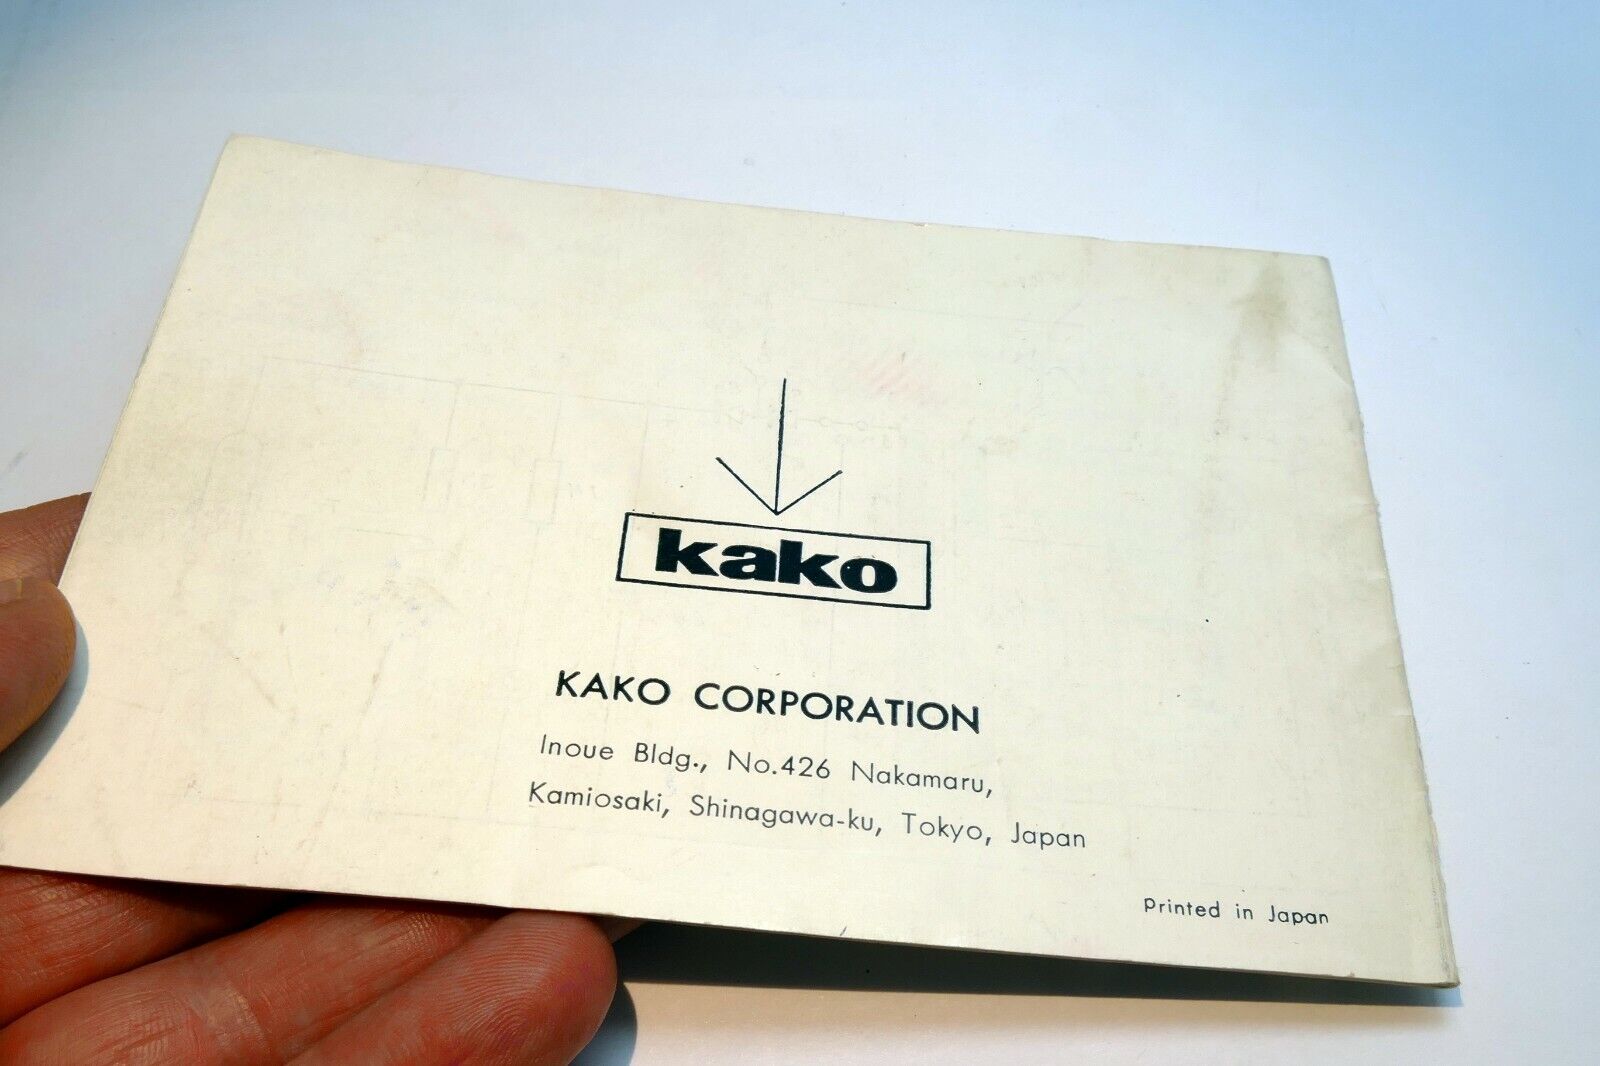 kako
KAKO CORPORATION
Inoue Bldg., No.426 Nakamaru,
Kamiosaki, Shinagawa-ku, Tokyo, Japan
Printed in Japan